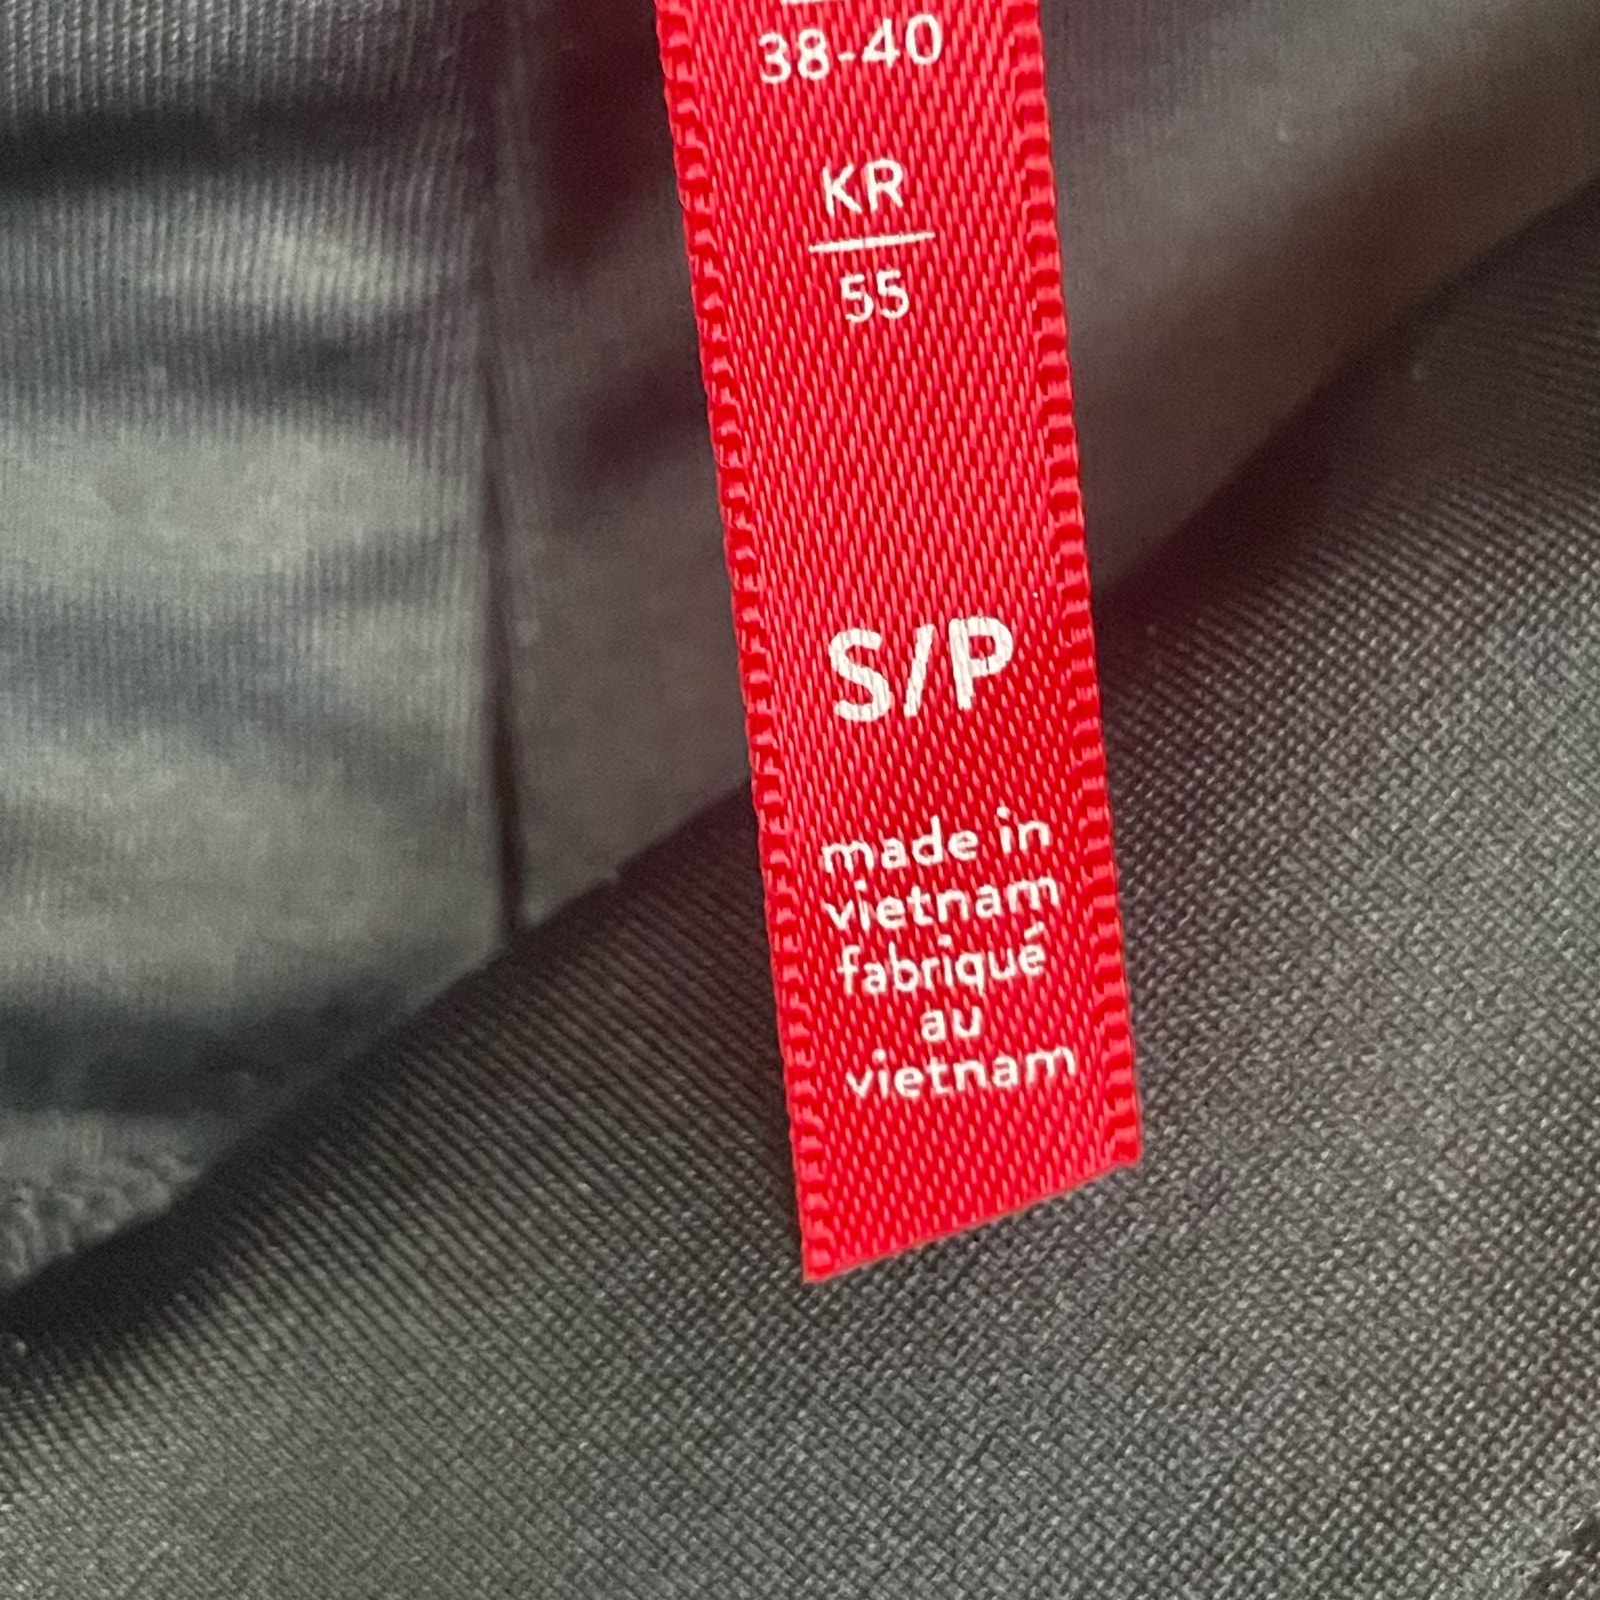 38-40
KR
55
S/P
made in
vietnam
fabriqué
au
vietnam